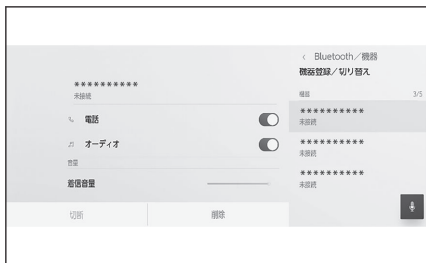 **********
未接続
電話
オーディオ
音量
着信音量
切断
削除
< Bluetooth/機器
機器登録/切り替え
機器 3/5
**********
未接続
**********
未接続
**********
未接続